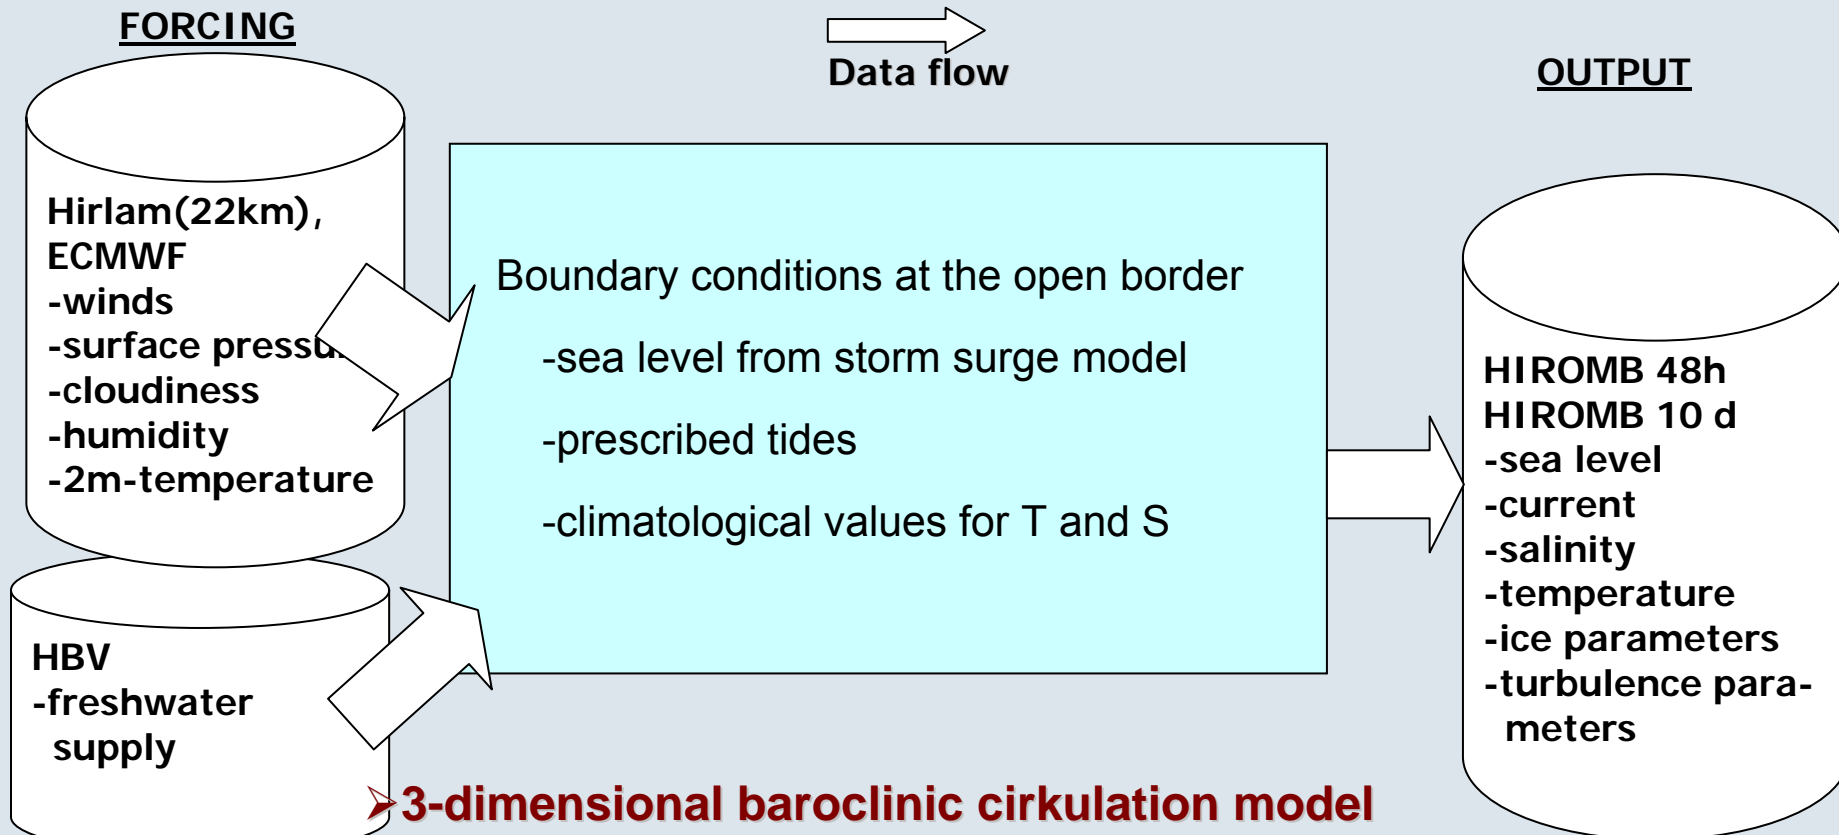 FORCING
Data flow
OUTPUT
Hirlam(22km),
ECMWF
-winds
-surface pressu
-cloudiness
-humidity
-2m-temperature
HBV
-freshwater
supply
Boundary conditions at the open border
-sea level from storm surge model
-prescribed tides
-climatological values for T and S
➢3-dimensional baroclinic cirkulation model
HIROMB 48h
HIROMB 10 d
-sea level
-current
-salinity
-temperature
-ice parameters
-turbulence para-
meters